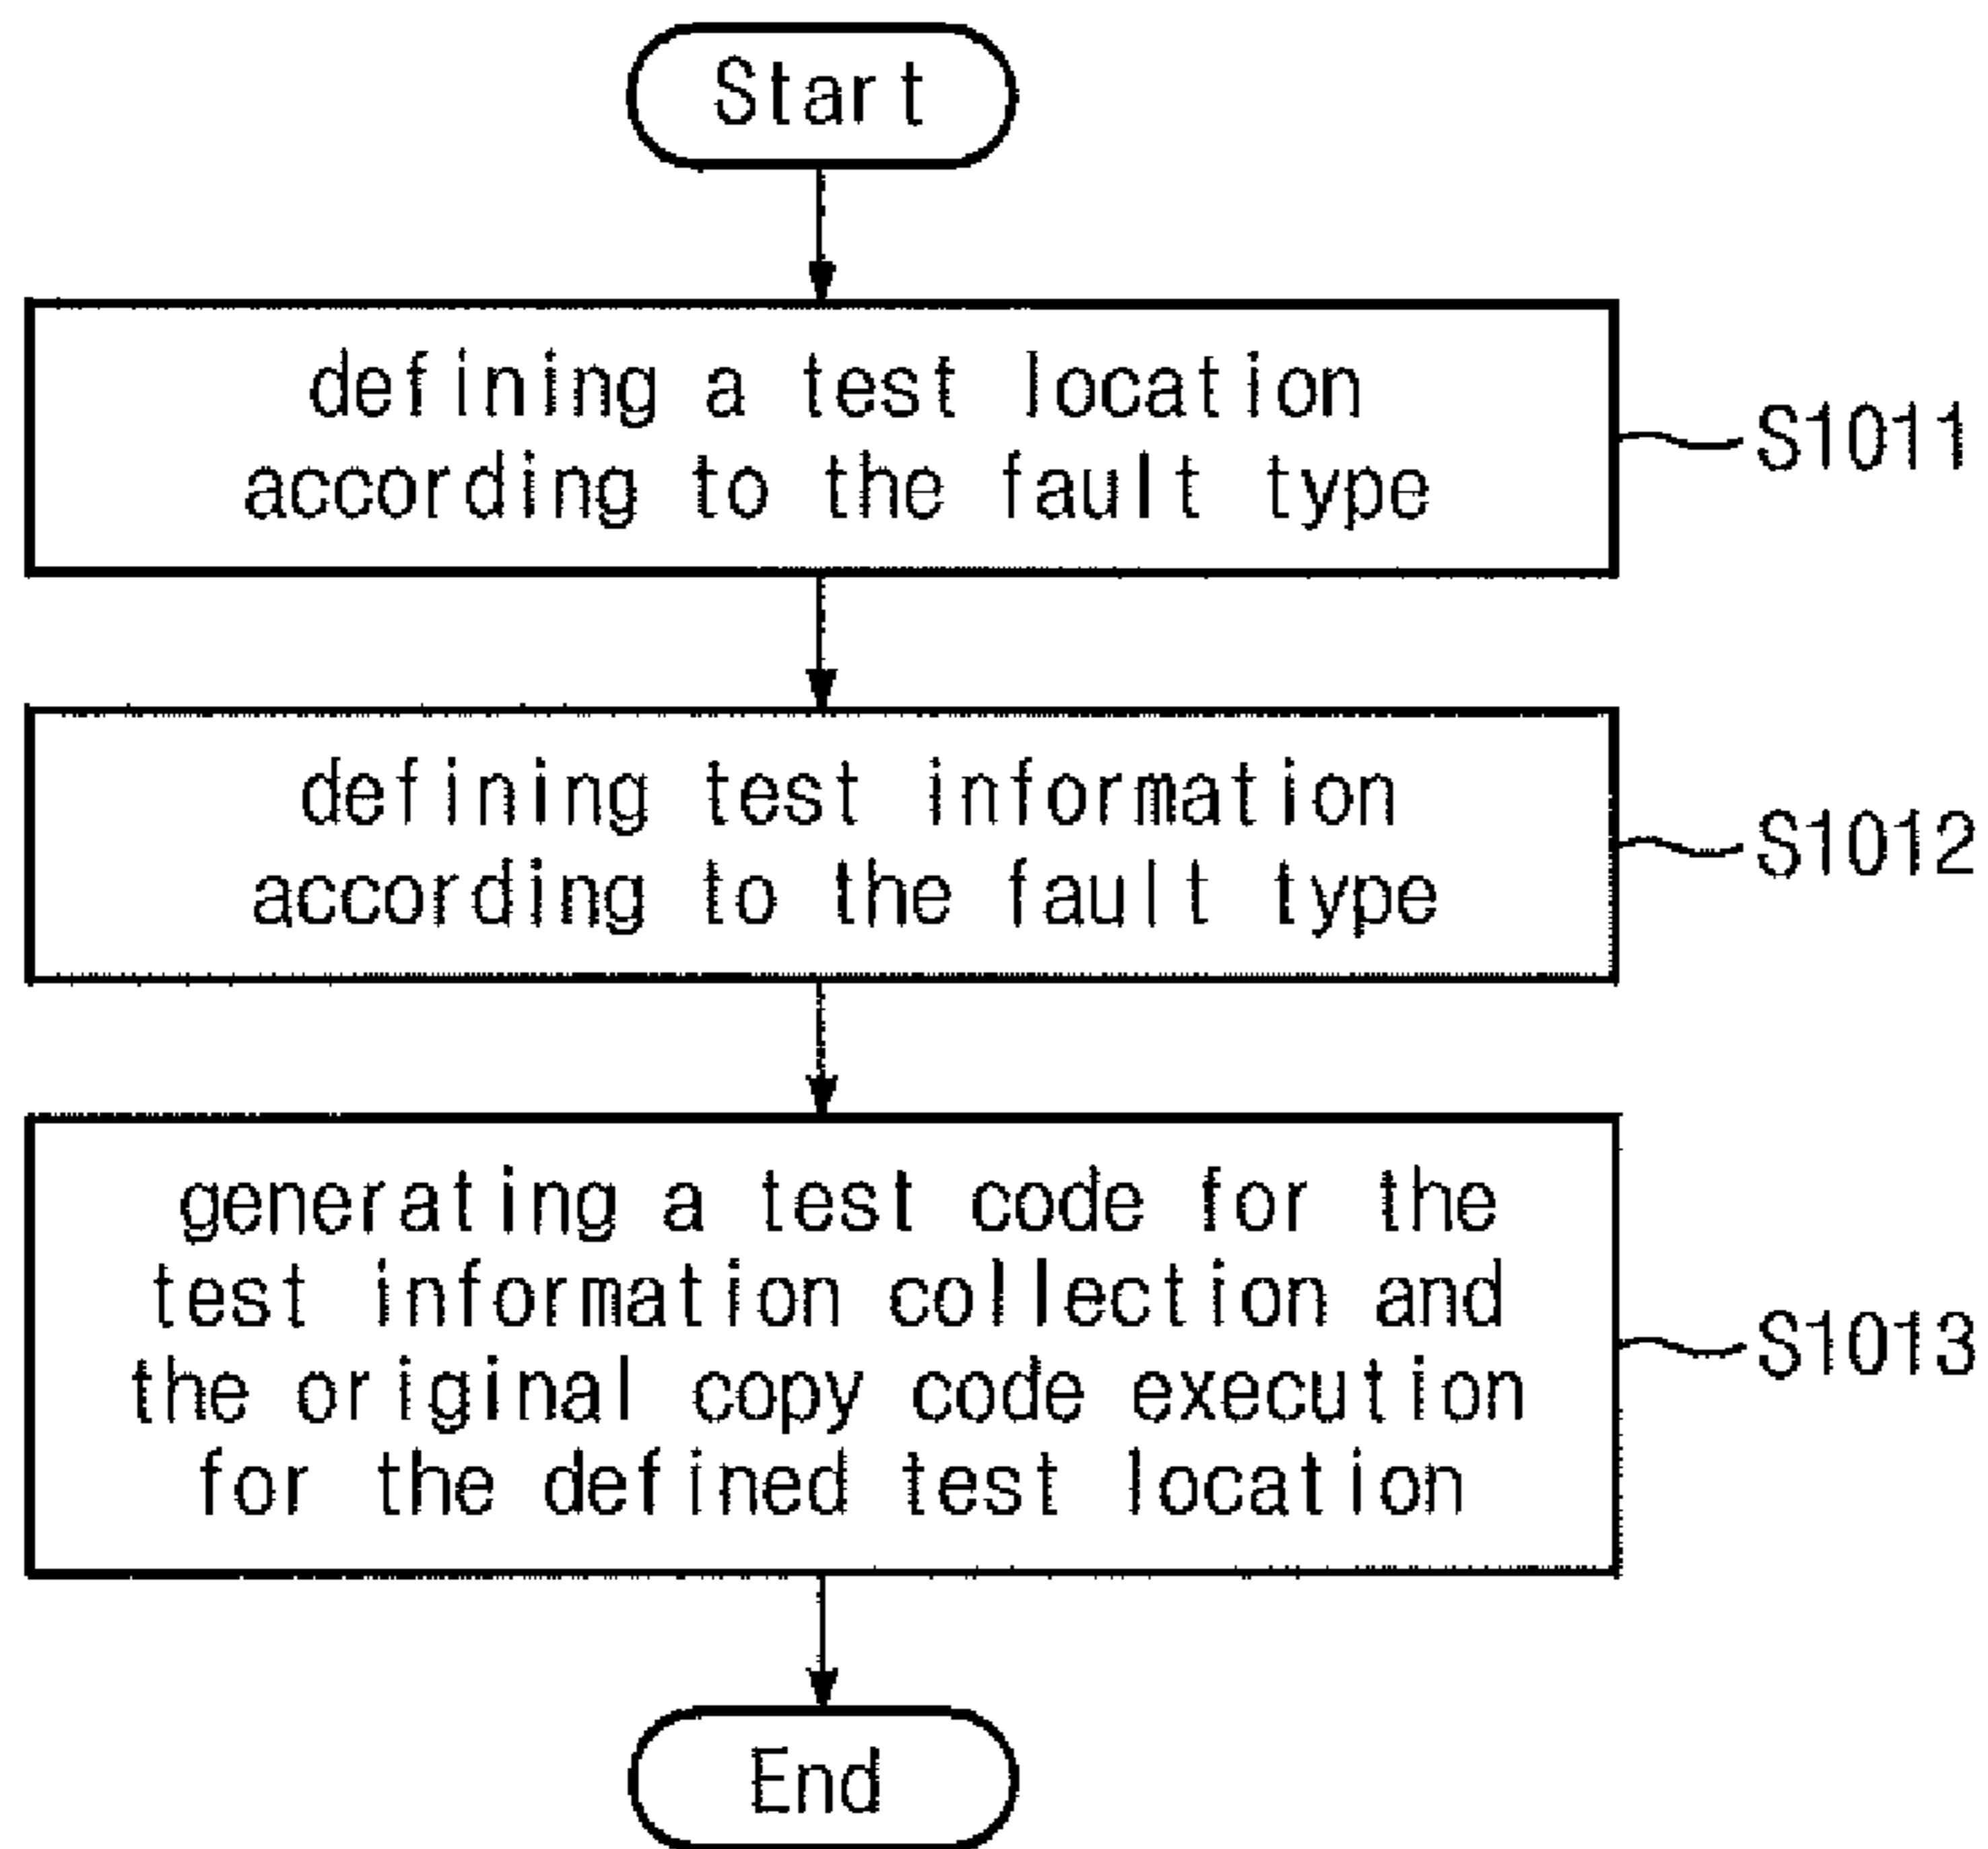 Start
defining a test location
according to the fault type
S1011
defining test information
according to the fault type
S1012
generating a test code for the
test information collection and
the original copy code execution
for the defined test location
S1013
End